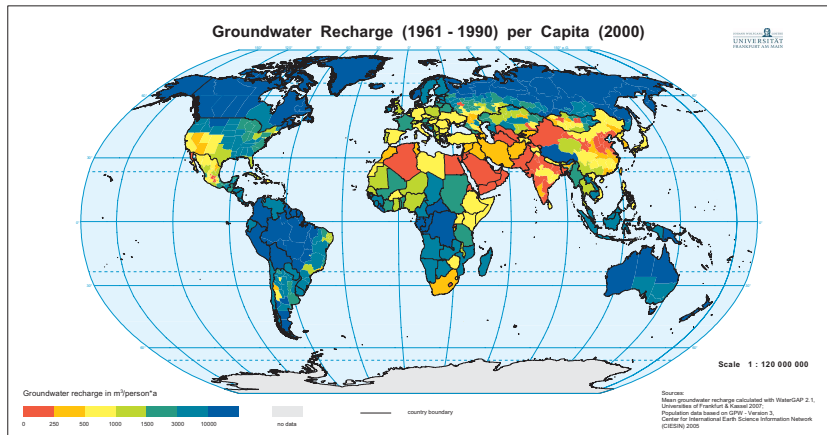 Groundwater Recharge (1961 - 1990) per Capita (2000)
UNIVERSITÄT
FRANKFURT AM MAIN
Scale 1 : 120 000 000
Groundwater recharge in m³/person*a
0 250 500 1000 1500 3000 10000
no data
country boundary
Sources:
Mean groundwater recharge calculated with WaterGAP 2.1,
Universities of Frankfurt & Kassel 2007;
Population data based on GPW - Version 3,
Center for International Earth Science Information Network
(CIESIN) 2005